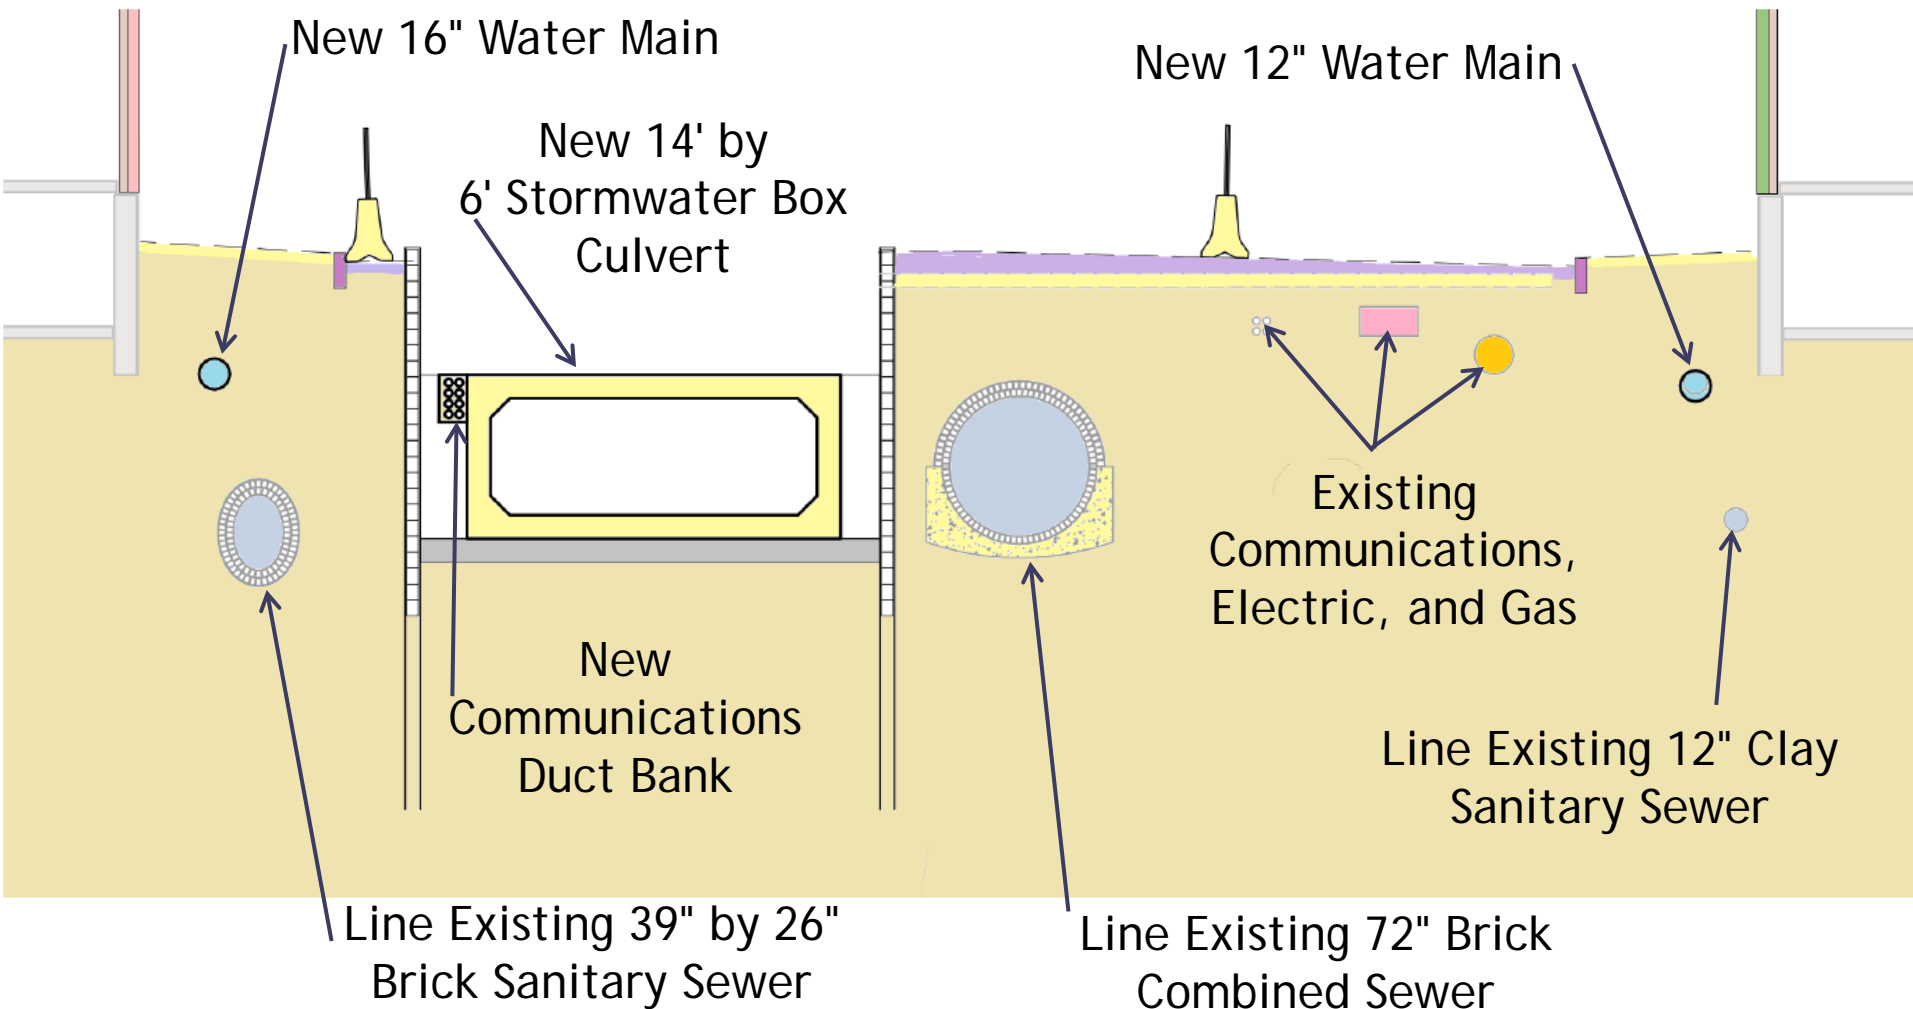 New 16" Water Main
New 12" Water Main
New 14' by
6' Stormwater Box
Culvert
Existing
Communications,
Electric, and Gas
New
Communications
Duct Bank
Line Existing 12" Clay
Sanitary Sewer
Line Existing 39" by 26"
Brick Sanitary Sewer
Line Existing 72" Brick
Combined Sewer